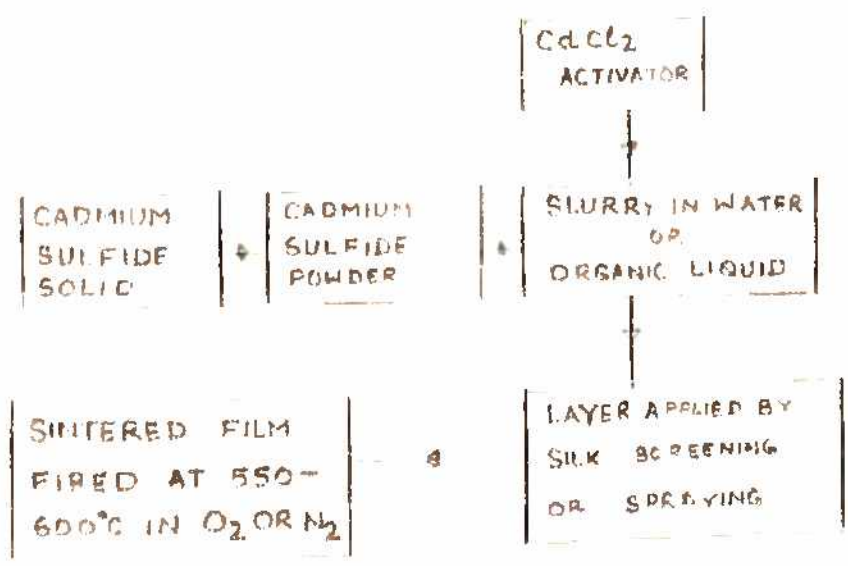 CdCl2
ACTIVATOR
CADMIUM
SULFIDE
SOLID
CADMIUM
SULFIDE
POWDER
SLURRY IN WATER
OR
ORGANIC LIQUID
LAYER APPLIED BY
SILK SCREENING
OR SPRAYING
SINTERED FILM
FIRED AT 550-
600°C IN O2 OR N2